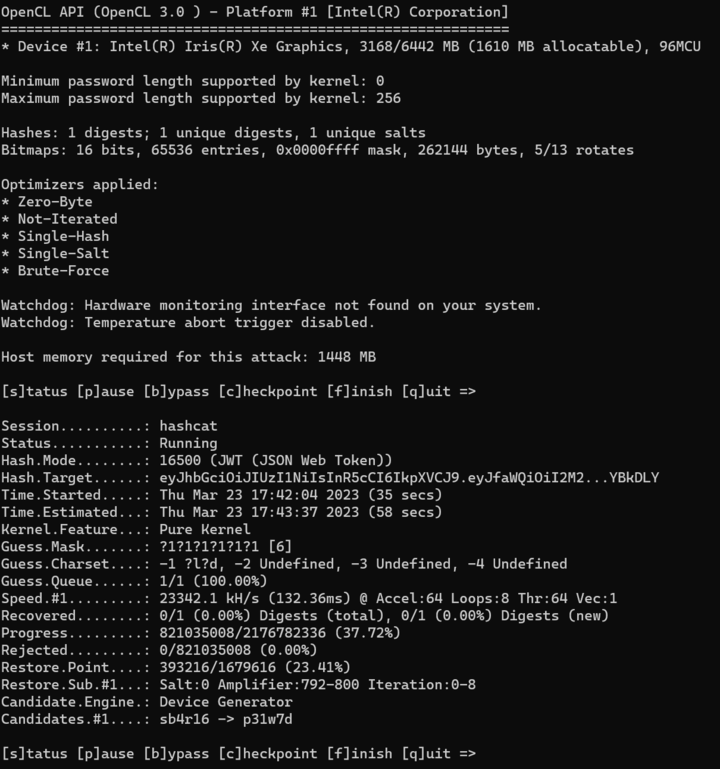 OpenCL API (OpenCL 3.0 ) - Platform #1 [Intel(R) Corporation]
=============================================================
* Device #1: Intel(R) Iris(R) Xe Graphics, 3168/6442 MB (1610 MB allocatable), 96MCU
Minimum password length supported by kernel: 0
Maximum password length supported by kernel: 256
Hashes: 1 digests; 1 unique digests, 1 unique salts
Bitmaps: 16 bits, 65536 entries, 0x0000ffff mask, 262144 bytes, 5/13 rotates
Optimizers applied:
* Zero-Byte
* Not-Iterated
* Single-Hash
* Single-Salt
* Brute-Force
Watchdog: Hardware monitoring interface not found on your system.
Watchdog: Temperature abort trigger disabled.
Host memory required for this attack: 1448 MB
[s]tatus [p]ause [b]ypass [c]heckpoint [f]inish [q]uit =>
Session..........: hashcat
Status...........: Running
Hash.Mode........: 16500 (JWT (JSON Web Token))
Hash.Target......: eyJhbGciOiJIUzI1NiIsInR5cCI6IkpXVCJ9.eyJfaWQiOiI2M2...YBkDLY
Time.Started.....: Thu Mar 23 17:42:04 2023 (35 secs)
Time.Estimated...: Thu Mar 23 17:43:37 2023 (58 secs)
Kernel.Feature...: Pure Kernel
Guess.Mask.......: ?1?1?1?1?1?1 [6]
Guess.Charset....: -1 ?l?d, -2 Undefined, -3 Undefined, -4 Undefined
Guess.Queue......: 1/1 (100.00%)
Speed.#1.........: 23342.1 kH/s (132.36ms) @ Accel:64 Loops:8 Thr:64 Vec:1
Recovered........: 0/1 (0.00%) Digests (total), 0/1 (0.00%) Digests (new)
Progress.........: 821035008/2176782336 (37.72%)
Rejected.........: 0/821035008 (0.00%)
Restore.Point....: 393216/1679616 (23.41%)
Restore.Sub.#1...: Salt:0 Amplifier:792-800 Iteration:0-8
Candidate.Engine.: Device Generator
Candidates.#1....: sb4r16 -> p31w7d
[s]tatus [p]ause [b]ypass [c]heckpoint [f]inish [q]uit =>